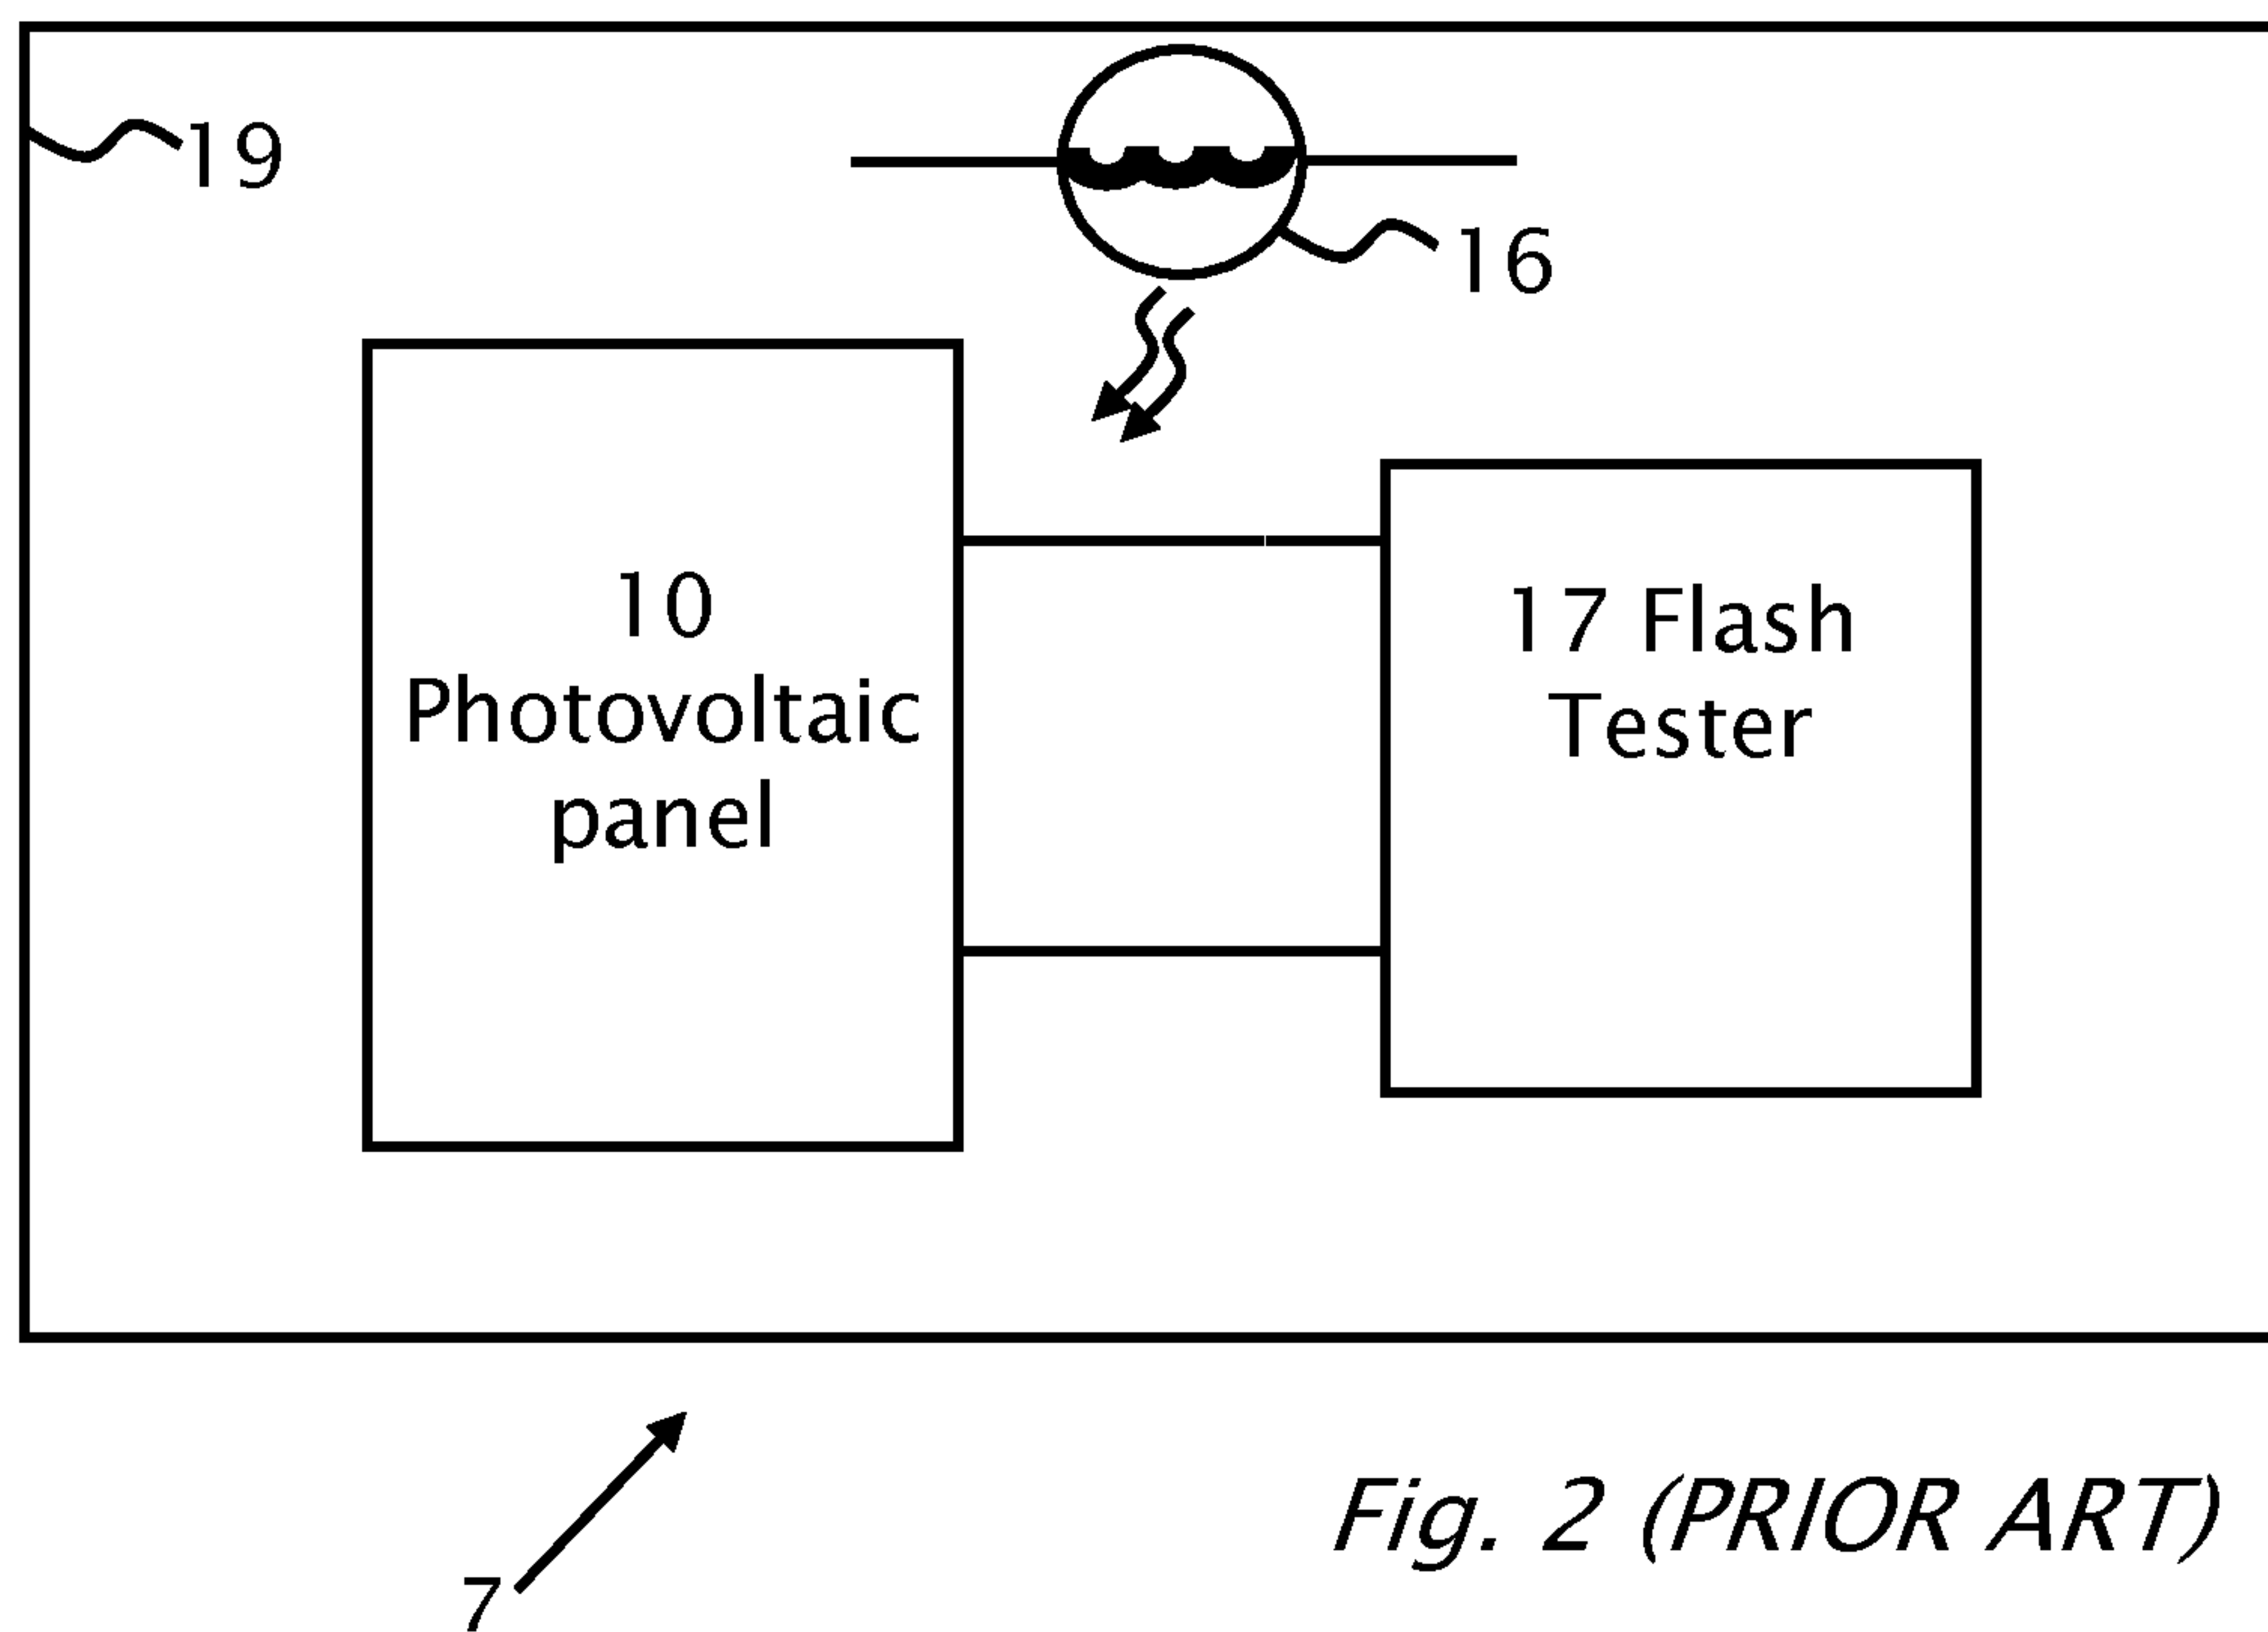 19
16
10
Photovoltaic
panel
17 Flash
Tester
Fig. 2 (PRIOR ART)
7